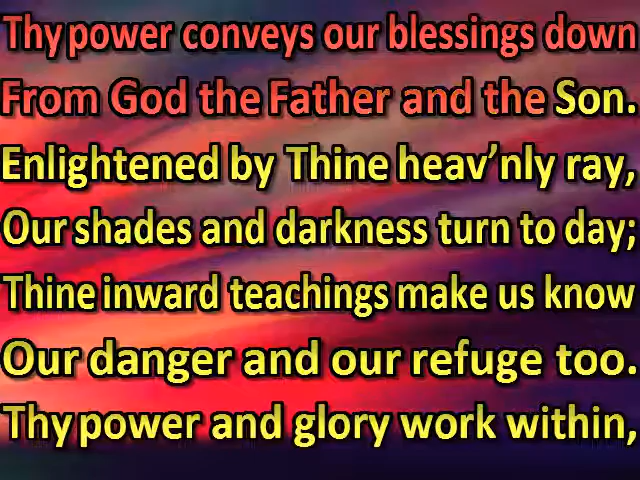 Thy power conveys our blessings down
From God the Father and the Son.
Enlightened by Thine heav’nly ray,
Our shades and darkness turn to day;
Thine inward teachings make us know
Our danger and our refuge too.
Thy power and glory work within,